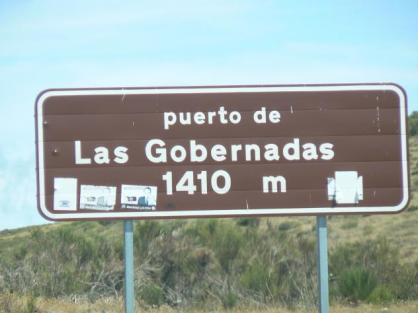 puerto de
Las Gobernadas
1410 m